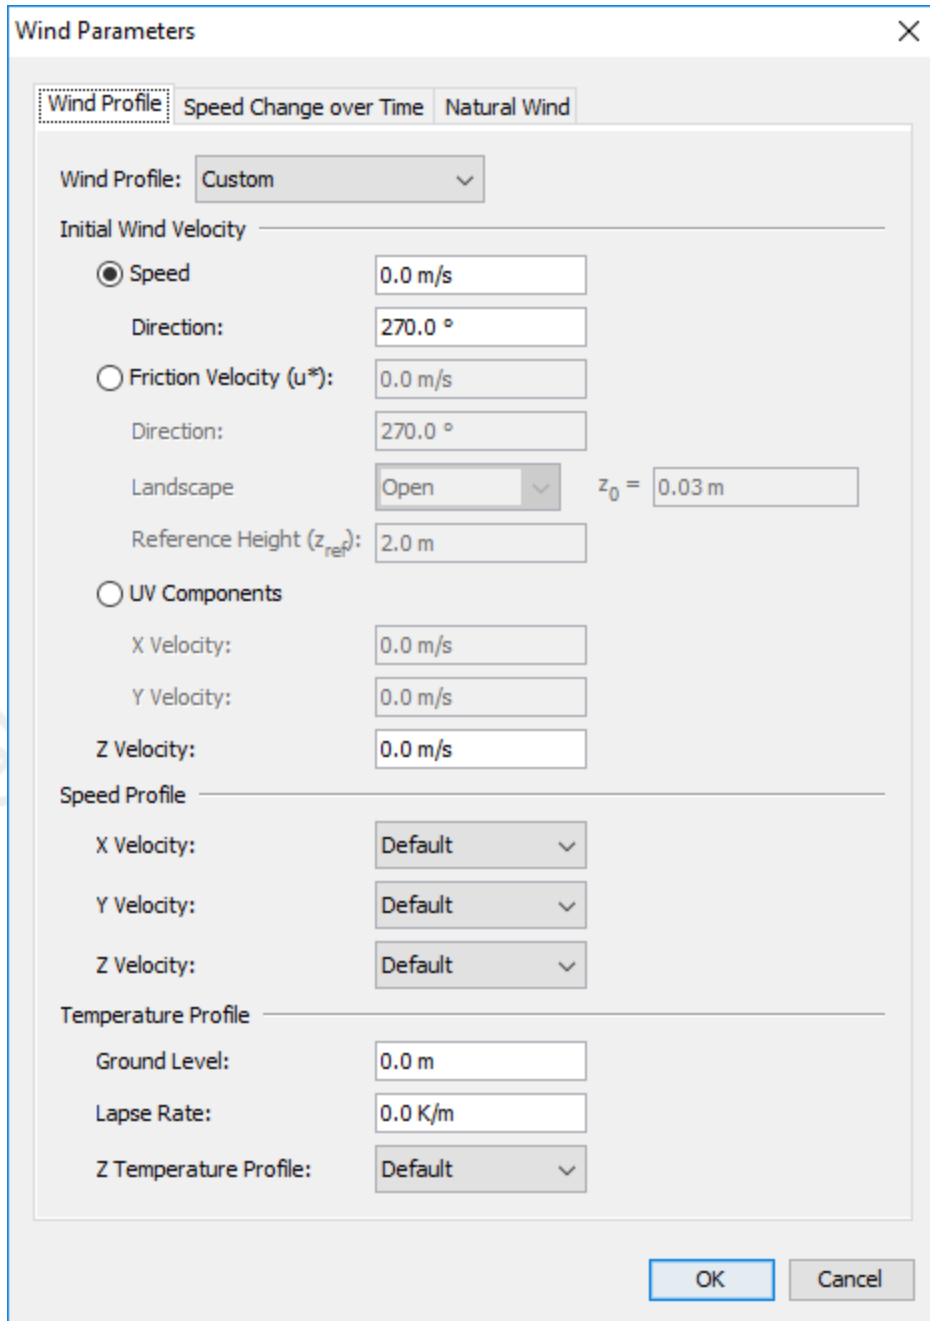 Wind Parameters
Wind Profile Speed Change over Time Natural Wind
Wind Profile: Custom
Initial Wind Velocity
Speed 0.0 m/s
Direction: 270.0 °
Friction Velocity (u*): 0.0 m/s
Direction: 270.0 °
Landscape Open z0 = 0.03 m
Reference Height (zref): 2.0 m
UV Components
X Velocity: 0.0 m/s
Y Velocity: 0.0 m/s
Z Velocity: 0.0 m/s
Speed Profile
X Velocity: Default
Y Velocity: Default
Z Velocity: Default
Temperature Profile
Ground Level: 0.0 m
Lapse Rate: 0.0 K/m
Z Temperature Profile: Default
OK Cancel